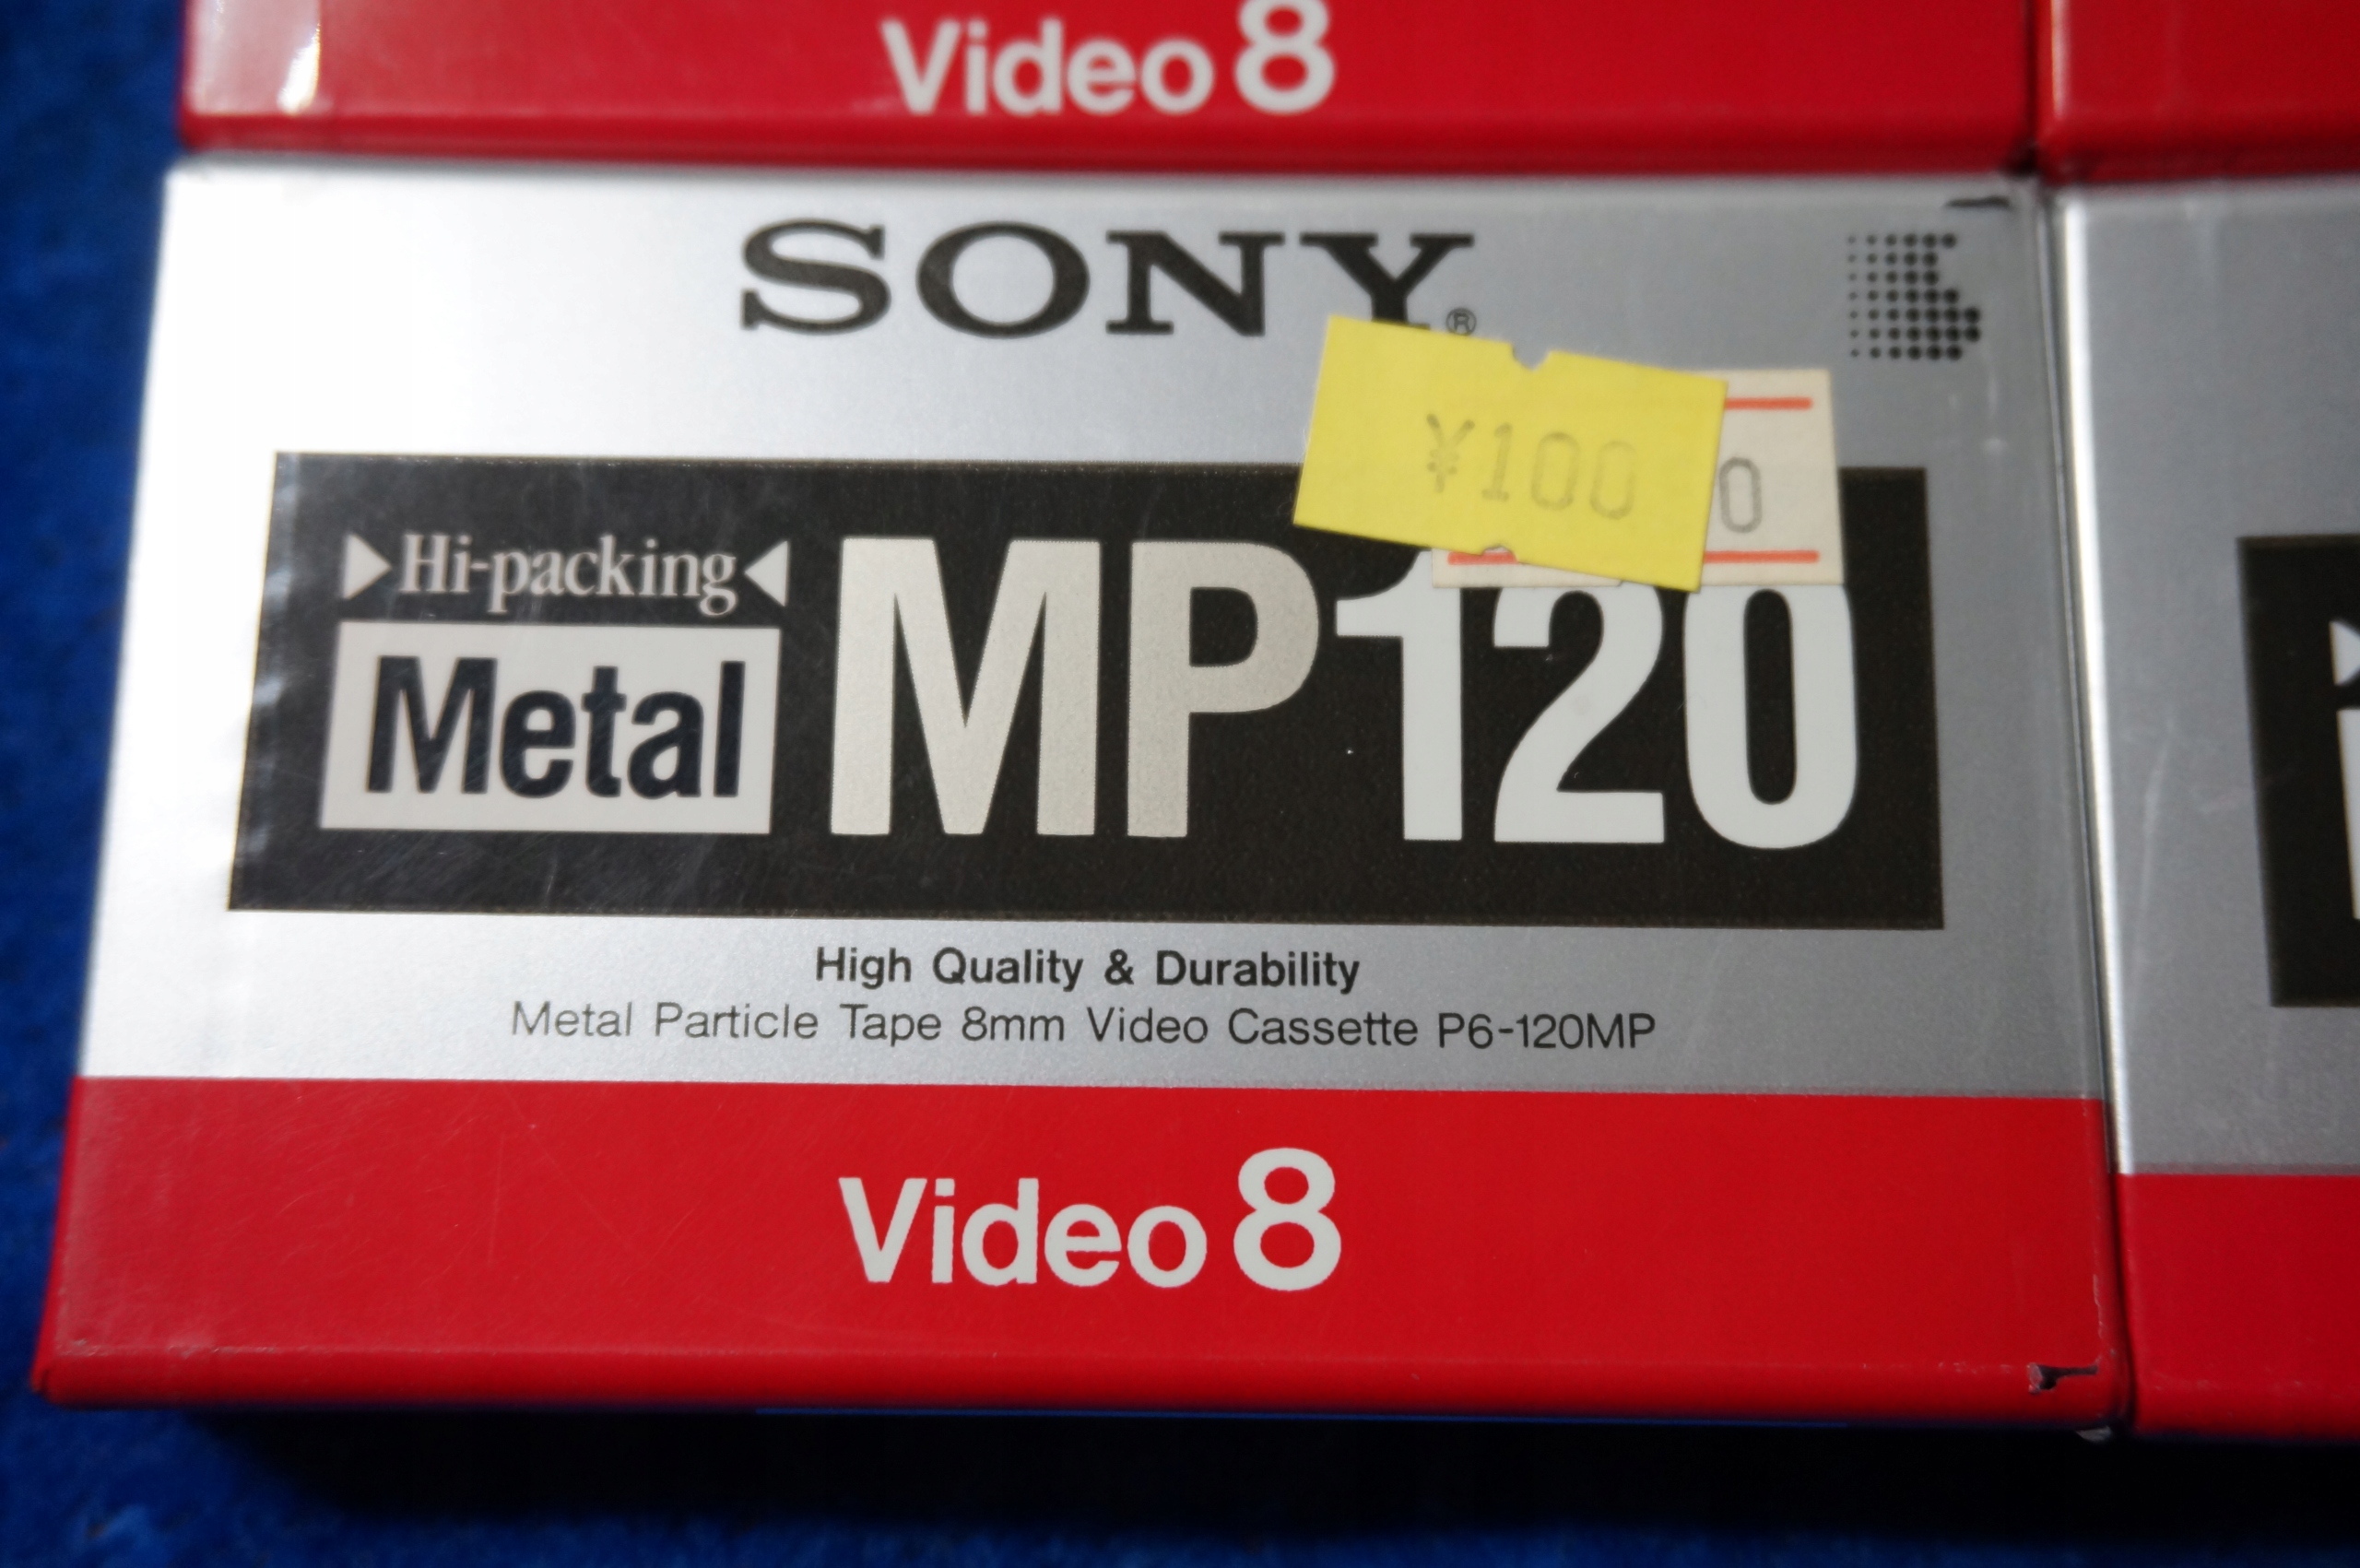 Video 8
SONY®
¥100
0
Hi-packing
Metal
MP120
High Quality & Durability
Metal Particle Tape 8mm Video Cassette P6-120MP
Video 8